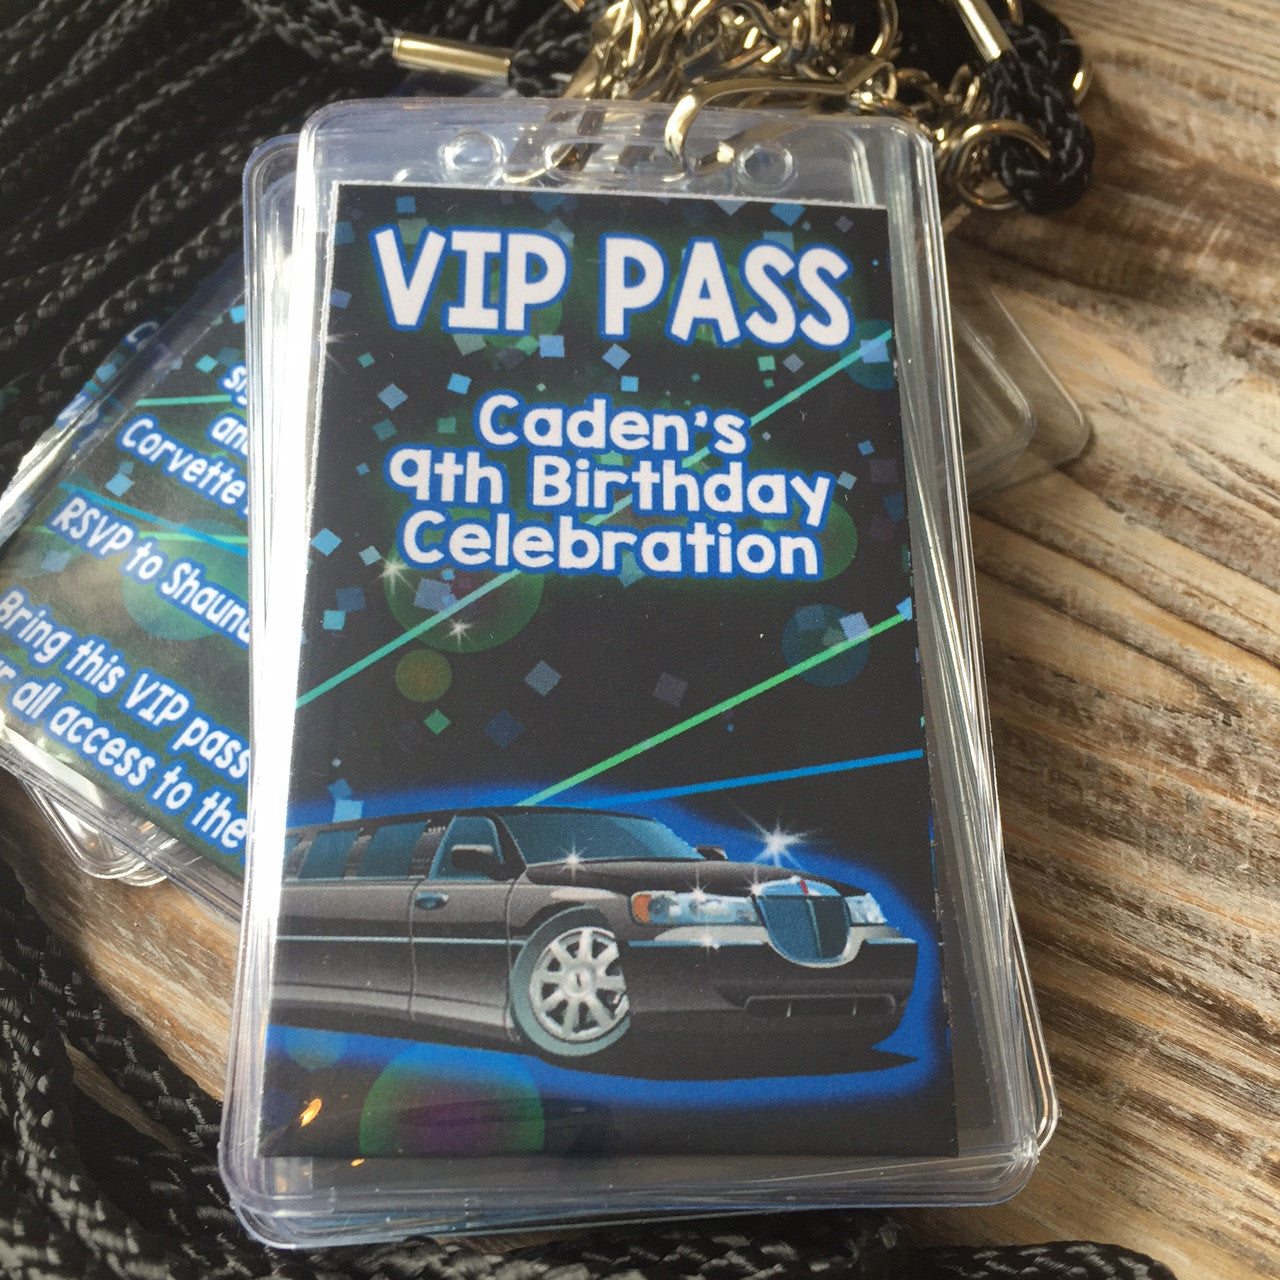 VIP PASS
Caden's
9th Birthday
Celebration
Corvette
RSVP to
Bring this VIP pass
all access to the